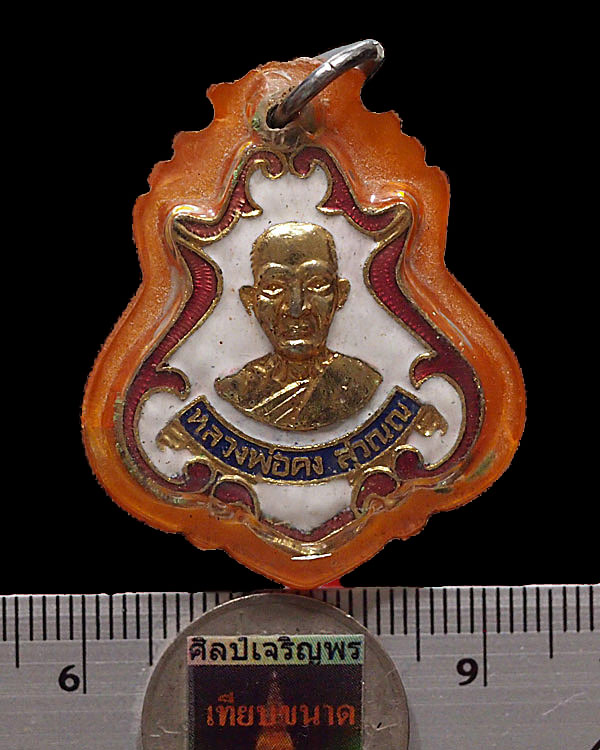 หลวงพ่อคง สุวณฺณ
6
9
ศิลป์เจริญพร
เทียบขนาด